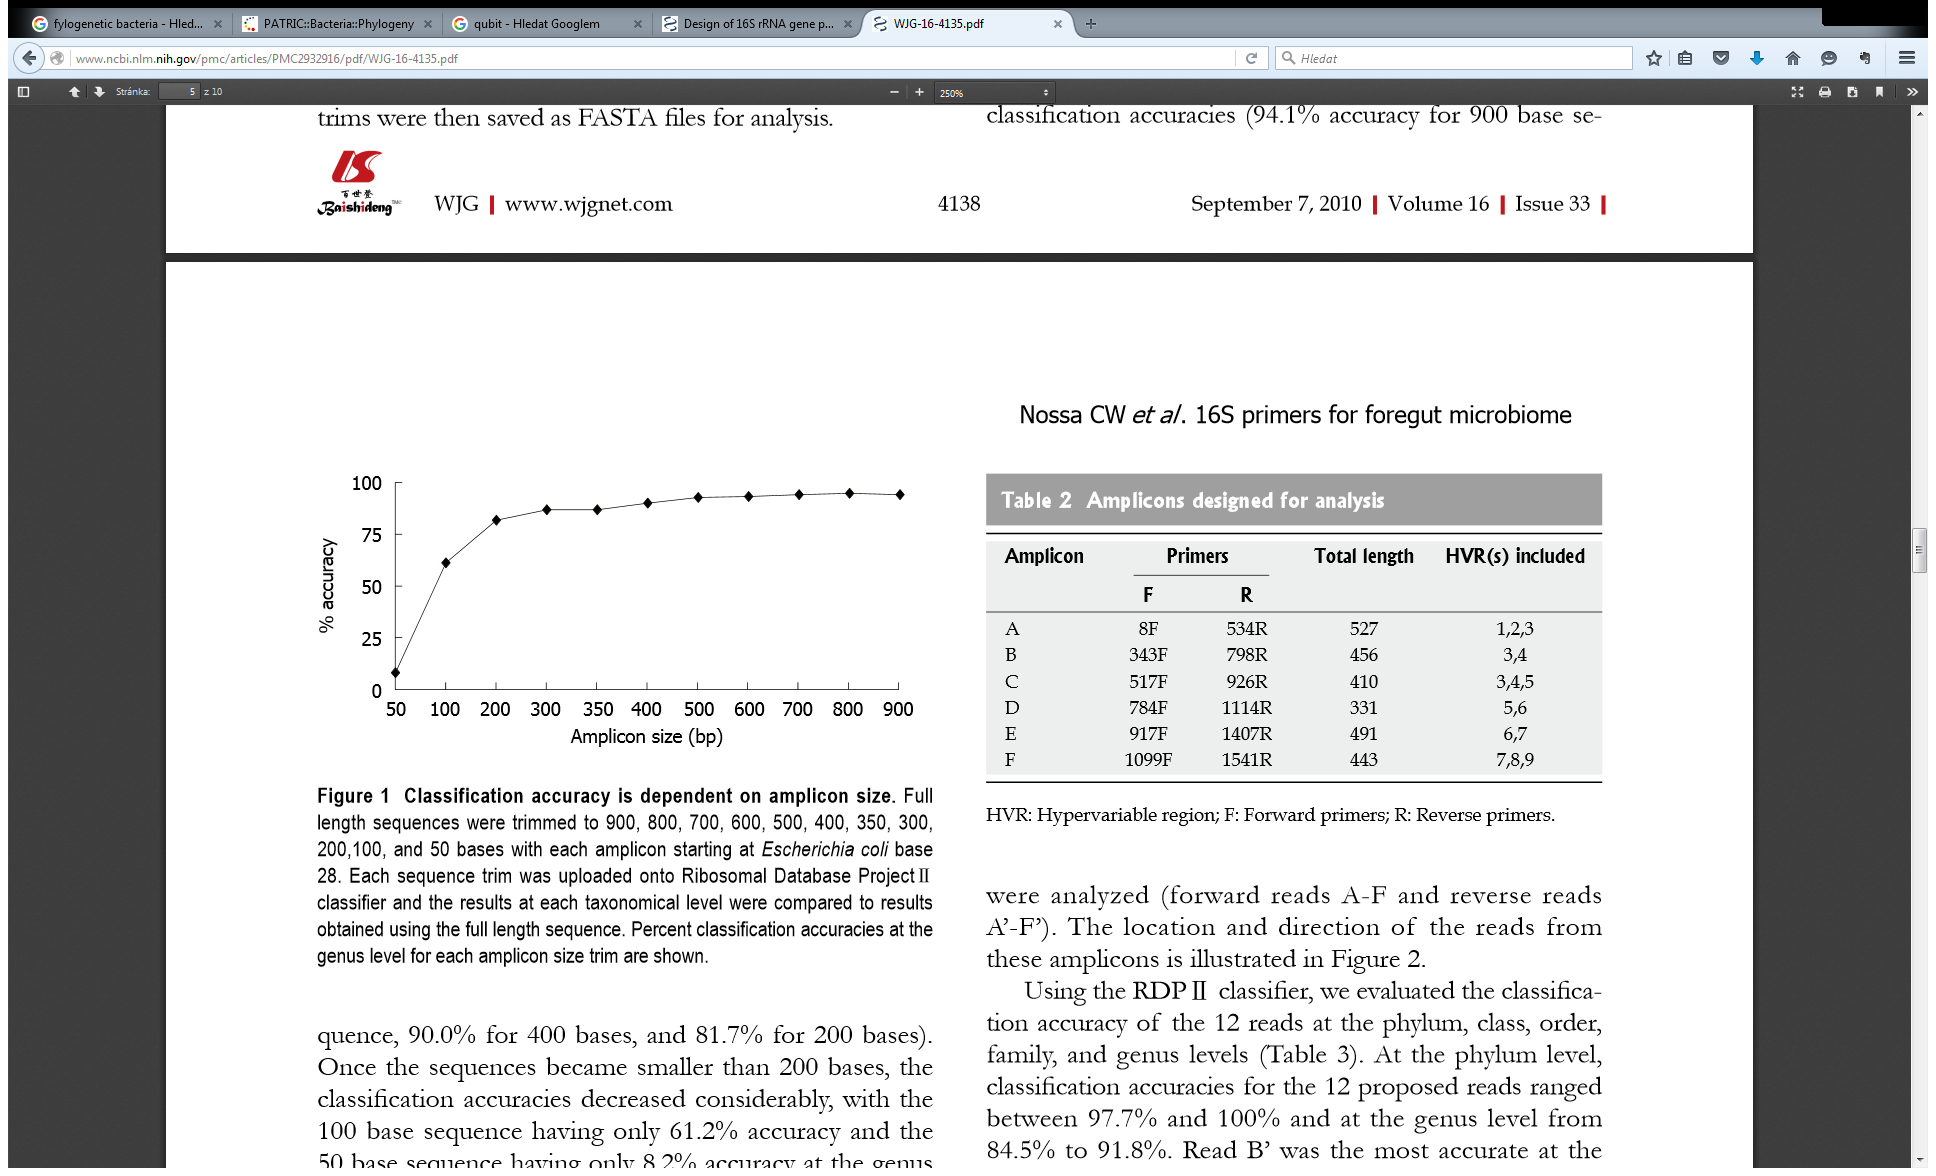 fylogenetic bacteria - Hled...
PATRIC::Bacteria::Phylogeny
qubit - Hledat Googlem
Design of 16S rRNA gene p...
WJG-16-4135.pdf
www.ncbi.nlm.nih.gov/pmc/articles/PMC2932916/pdf/WJG-16-4135.pdf
Hledat
Stránka: 5 z 10
250%
trims were then saved as FASTA files for analysis.
classification accuracies (94.1% accuracy for 900 base se-
百世登
Baishideng™
WJG | www.wjgnet.com
4138
September 7, 2010 | Volume 16 | Issue 33 |
Nossa CW et al. 16S primers for foregut microbiome
100
75
50
25
0
% accuracy
50 100 200 300 350 400 500 600 700 800 900
Amplicon size (bp)
Figure 1 Classification accuracy is dependent on amplicon size. Full
length sequences were trimmed to 900, 800, 700, 600, 500, 400, 350, 300,
200,100, and 50 bases with each amplicon starting at Escherichia coli base
28. Each sequence trim was uploaded onto Ribosomal Database Project Ⅱ
classifier and the results at each taxonomical level were compared to results
obtained using the full length sequence. Percent classification accuracies at the
genus level for each amplicon size trim are shown.
quence, 90.0% for 400 bases, and 81.7% for 200 bases).
Once the sequences became smaller than 200 bases, the
classification accuracies decreased considerably, with the
100 base sequence having only 61.2% accuracy and the
50 base sequence having only 8.2% accuracy at the genus
Table 2 Amplicons designed for analysis
Amplicon Primers Total length HVR(s) included
F R
A 8F 534R 527 1,2,3
B 343F 798R 456 3,4
C 517F 926R 410 3,4,5
D 784F 1114R 331 5,6
E 917F 1407R 491 6,7
F 1099F 1541R 443 7,8,9
HVR: Hypervariable region; F: Forward primers; R: Reverse primers.
were analyzed (forward reads A-F and reverse reads
A’-F’). The location and direction of the reads from
these amplicons is illustrated in Figure 2.
Using the RDP Ⅱ classifier, we evaluated the classifica-
tion accuracy of the 12 reads at the phylum, class, order,
family, and genus levels (Table 3). At the phylum level,
classification accuracies for the 12 proposed reads ranged
between 97.7% and 100% and at the genus level from
84.5% to 91.8%. Read B’ was the most accurate at the